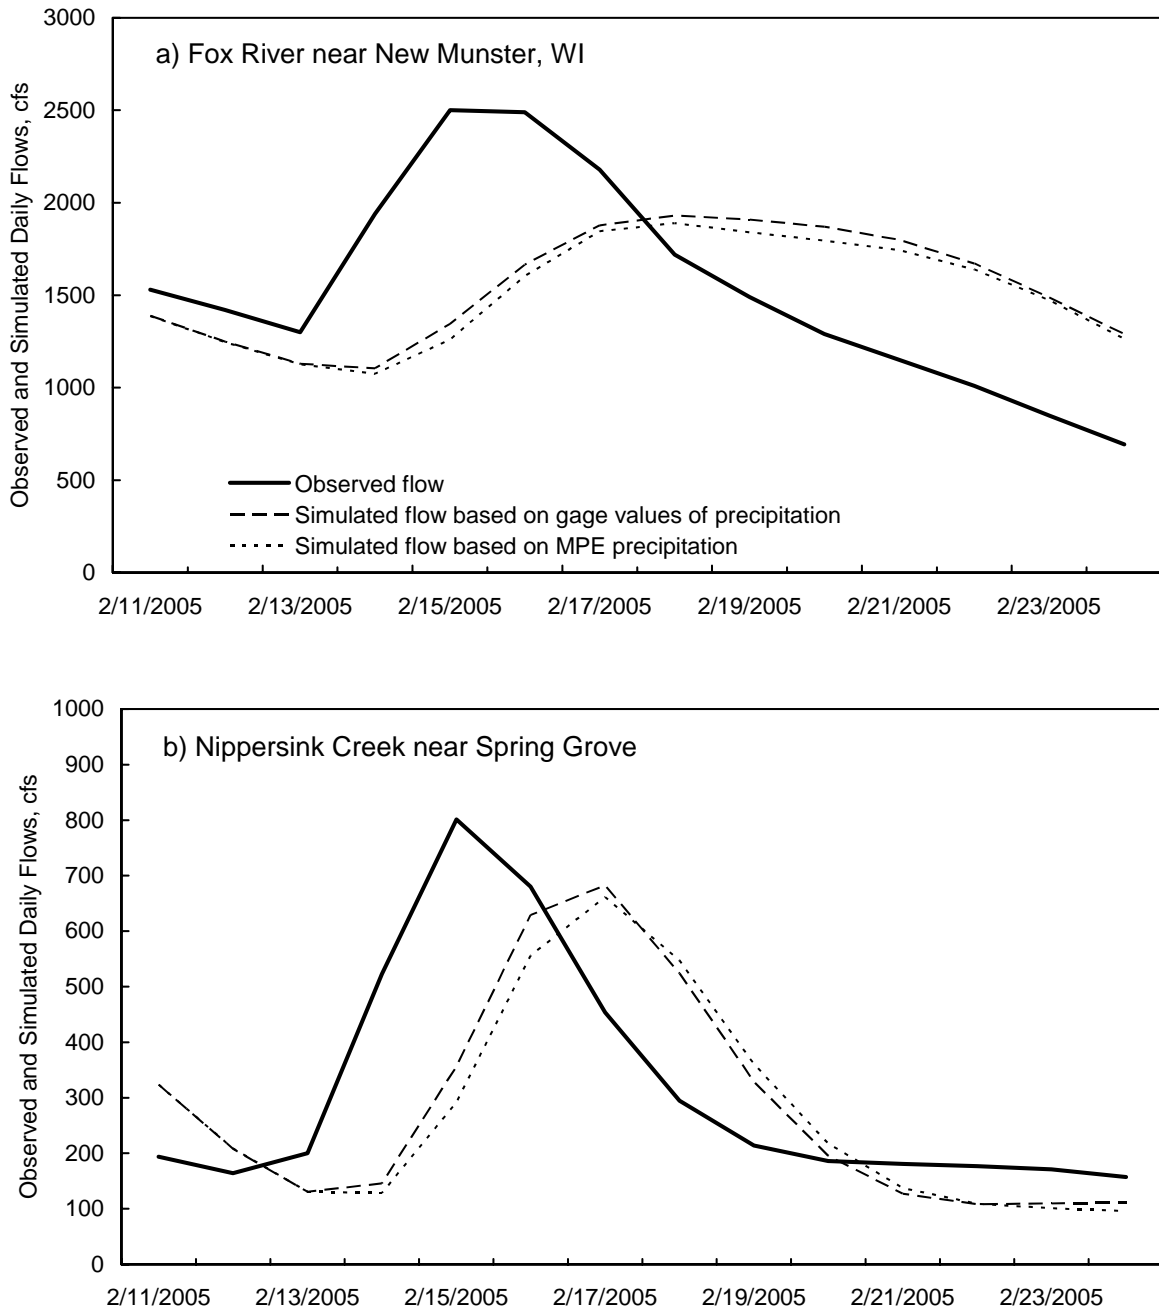 3000
a) Fox River near New Munster, WI
2500
2000
1500
1000
500
0
Observed and Simulated Daily Flows, cfs
Observed flow
Simulated flow based on gage values of precipitation
Simulated flow based on MPE precipitation
2/11/2005 2/13/2005 2/15/2005 2/17/2005 2/19/2005 2/21/2005 2/23/2005
1000
b) Nippersink Creek near Spring Grove
900
800
700
600
500
400
300
200
100
0
Observed and Simulated Daily Flows, cfs
2/11/2005 2/13/2005 2/15/2005 2/17/2005 2/19/2005 2/21/2005 2/23/2005